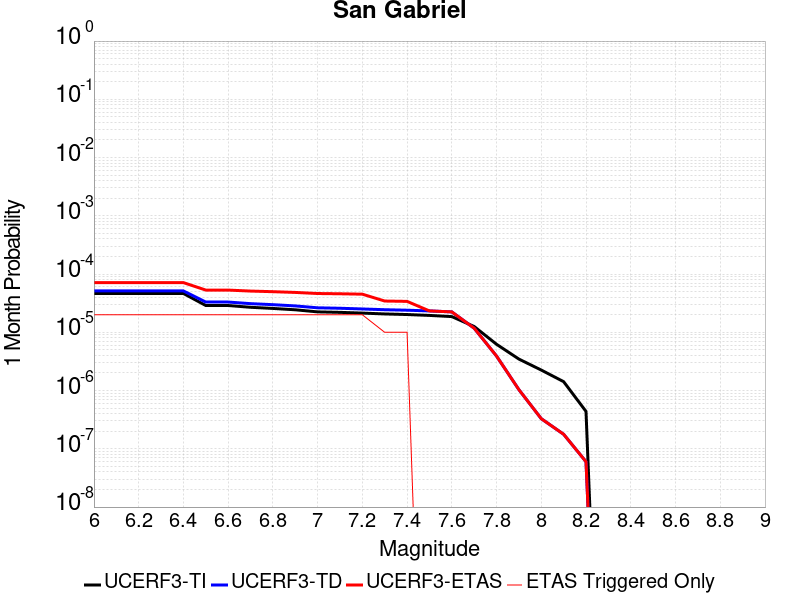 San Gabriel
10^0
10^-1
10^-2
10^-3
10^-4
10^-5
10^-6
10^-7
10^-8
1 Month Probability
6 6.2 6.4 6.6 6.8 7 7.2 7.4 7.6 7.8 8 8.2 8.4 8.6 8.8 9
Magnitude
UCERF3-TI UCERF3-TD UCERF3-ETAS ETAS Triggered Only